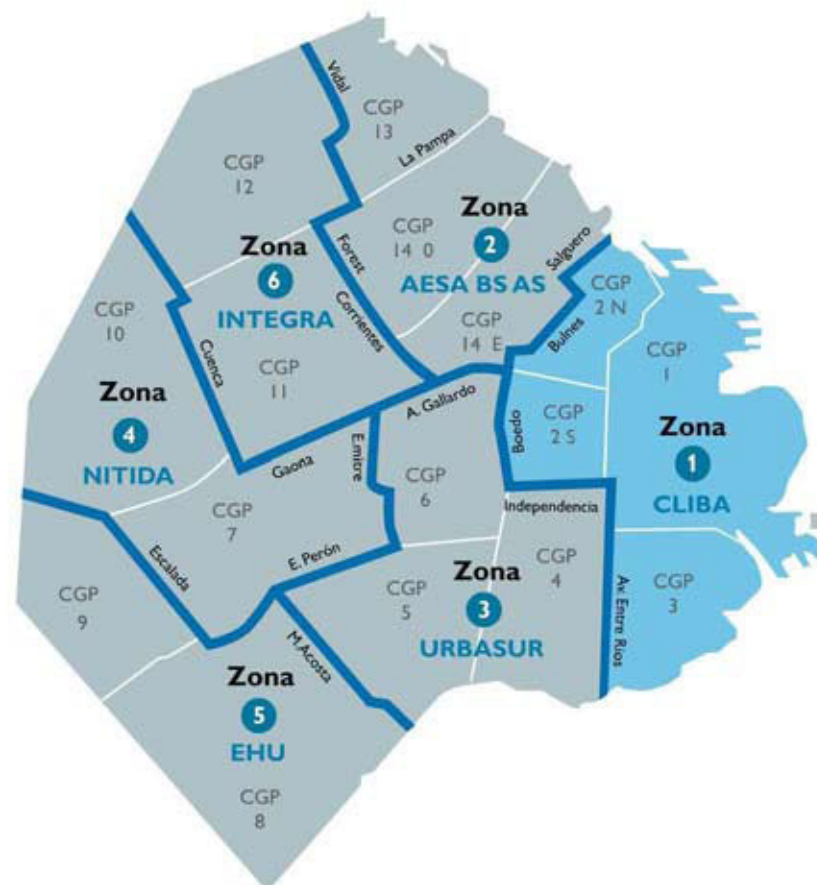 Vidal
CGP
13
La Pampa
CGP
12
Zona
2
AESA BS AS
CGP
14 0
Salguero
Zona
6
INTEGRA
Forest
Corrientes
CGP
2 N
Bulnes
CGP
10
CGP
14 E
CGP
1
Cuenca
CGP
11
A. Gallardo
Zona
4
NITIDA
Boedo
CGP
2 S
Zona
1
CLIBA
Gaona
E.mitre
CGP
6
Independencia
CGP
7
Escalada
E. Perón
Zona
3
URBASUR
CGP
4
CGP
5
CGP
9
Av. Entre Rios
CGP
3
M.Acosta
Zona
5
EHU
CGP
8